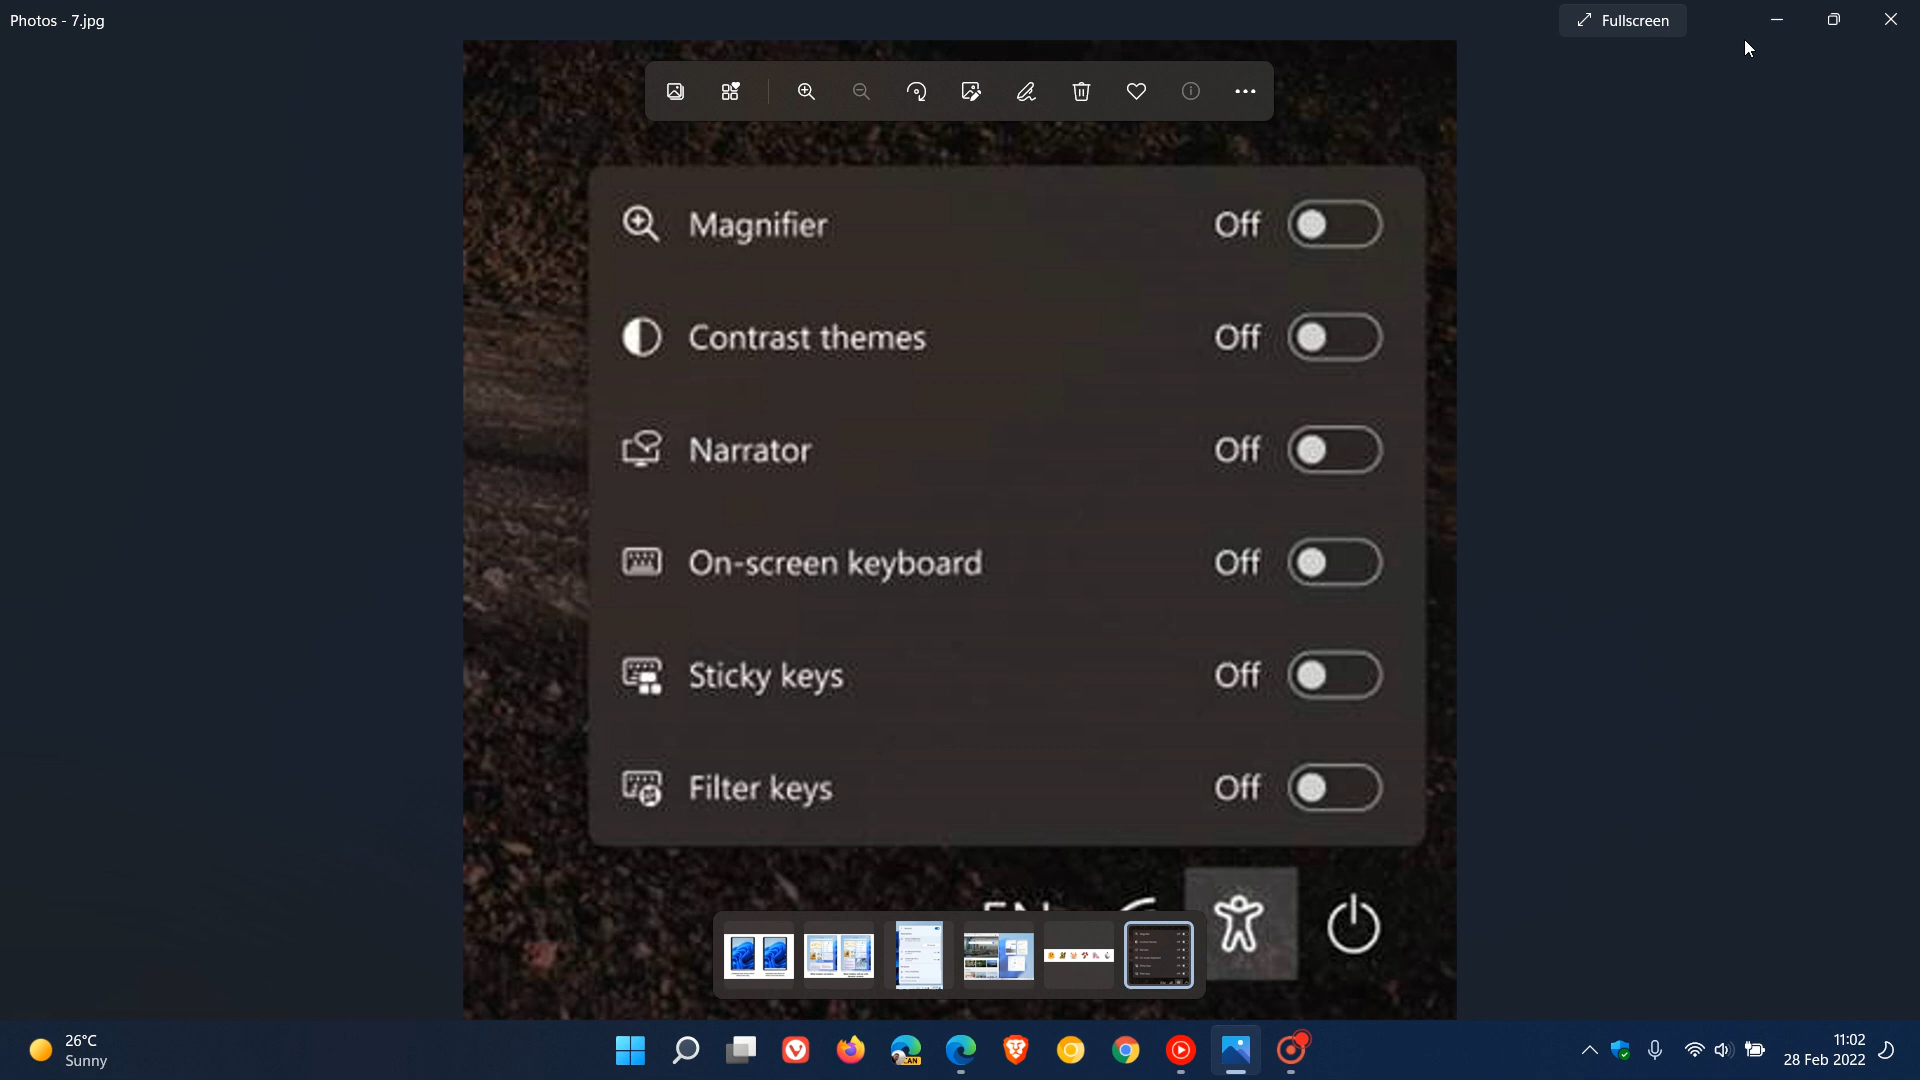 Photos - 7.jpg
Fullscreen
Magnifier Off
Contrast themes Off
Narrator Off
On-screen keyboard Off
Sticky keys Off
Filter keys Off
26°C
Sunny
CAN
11:02
28 Feb 2022